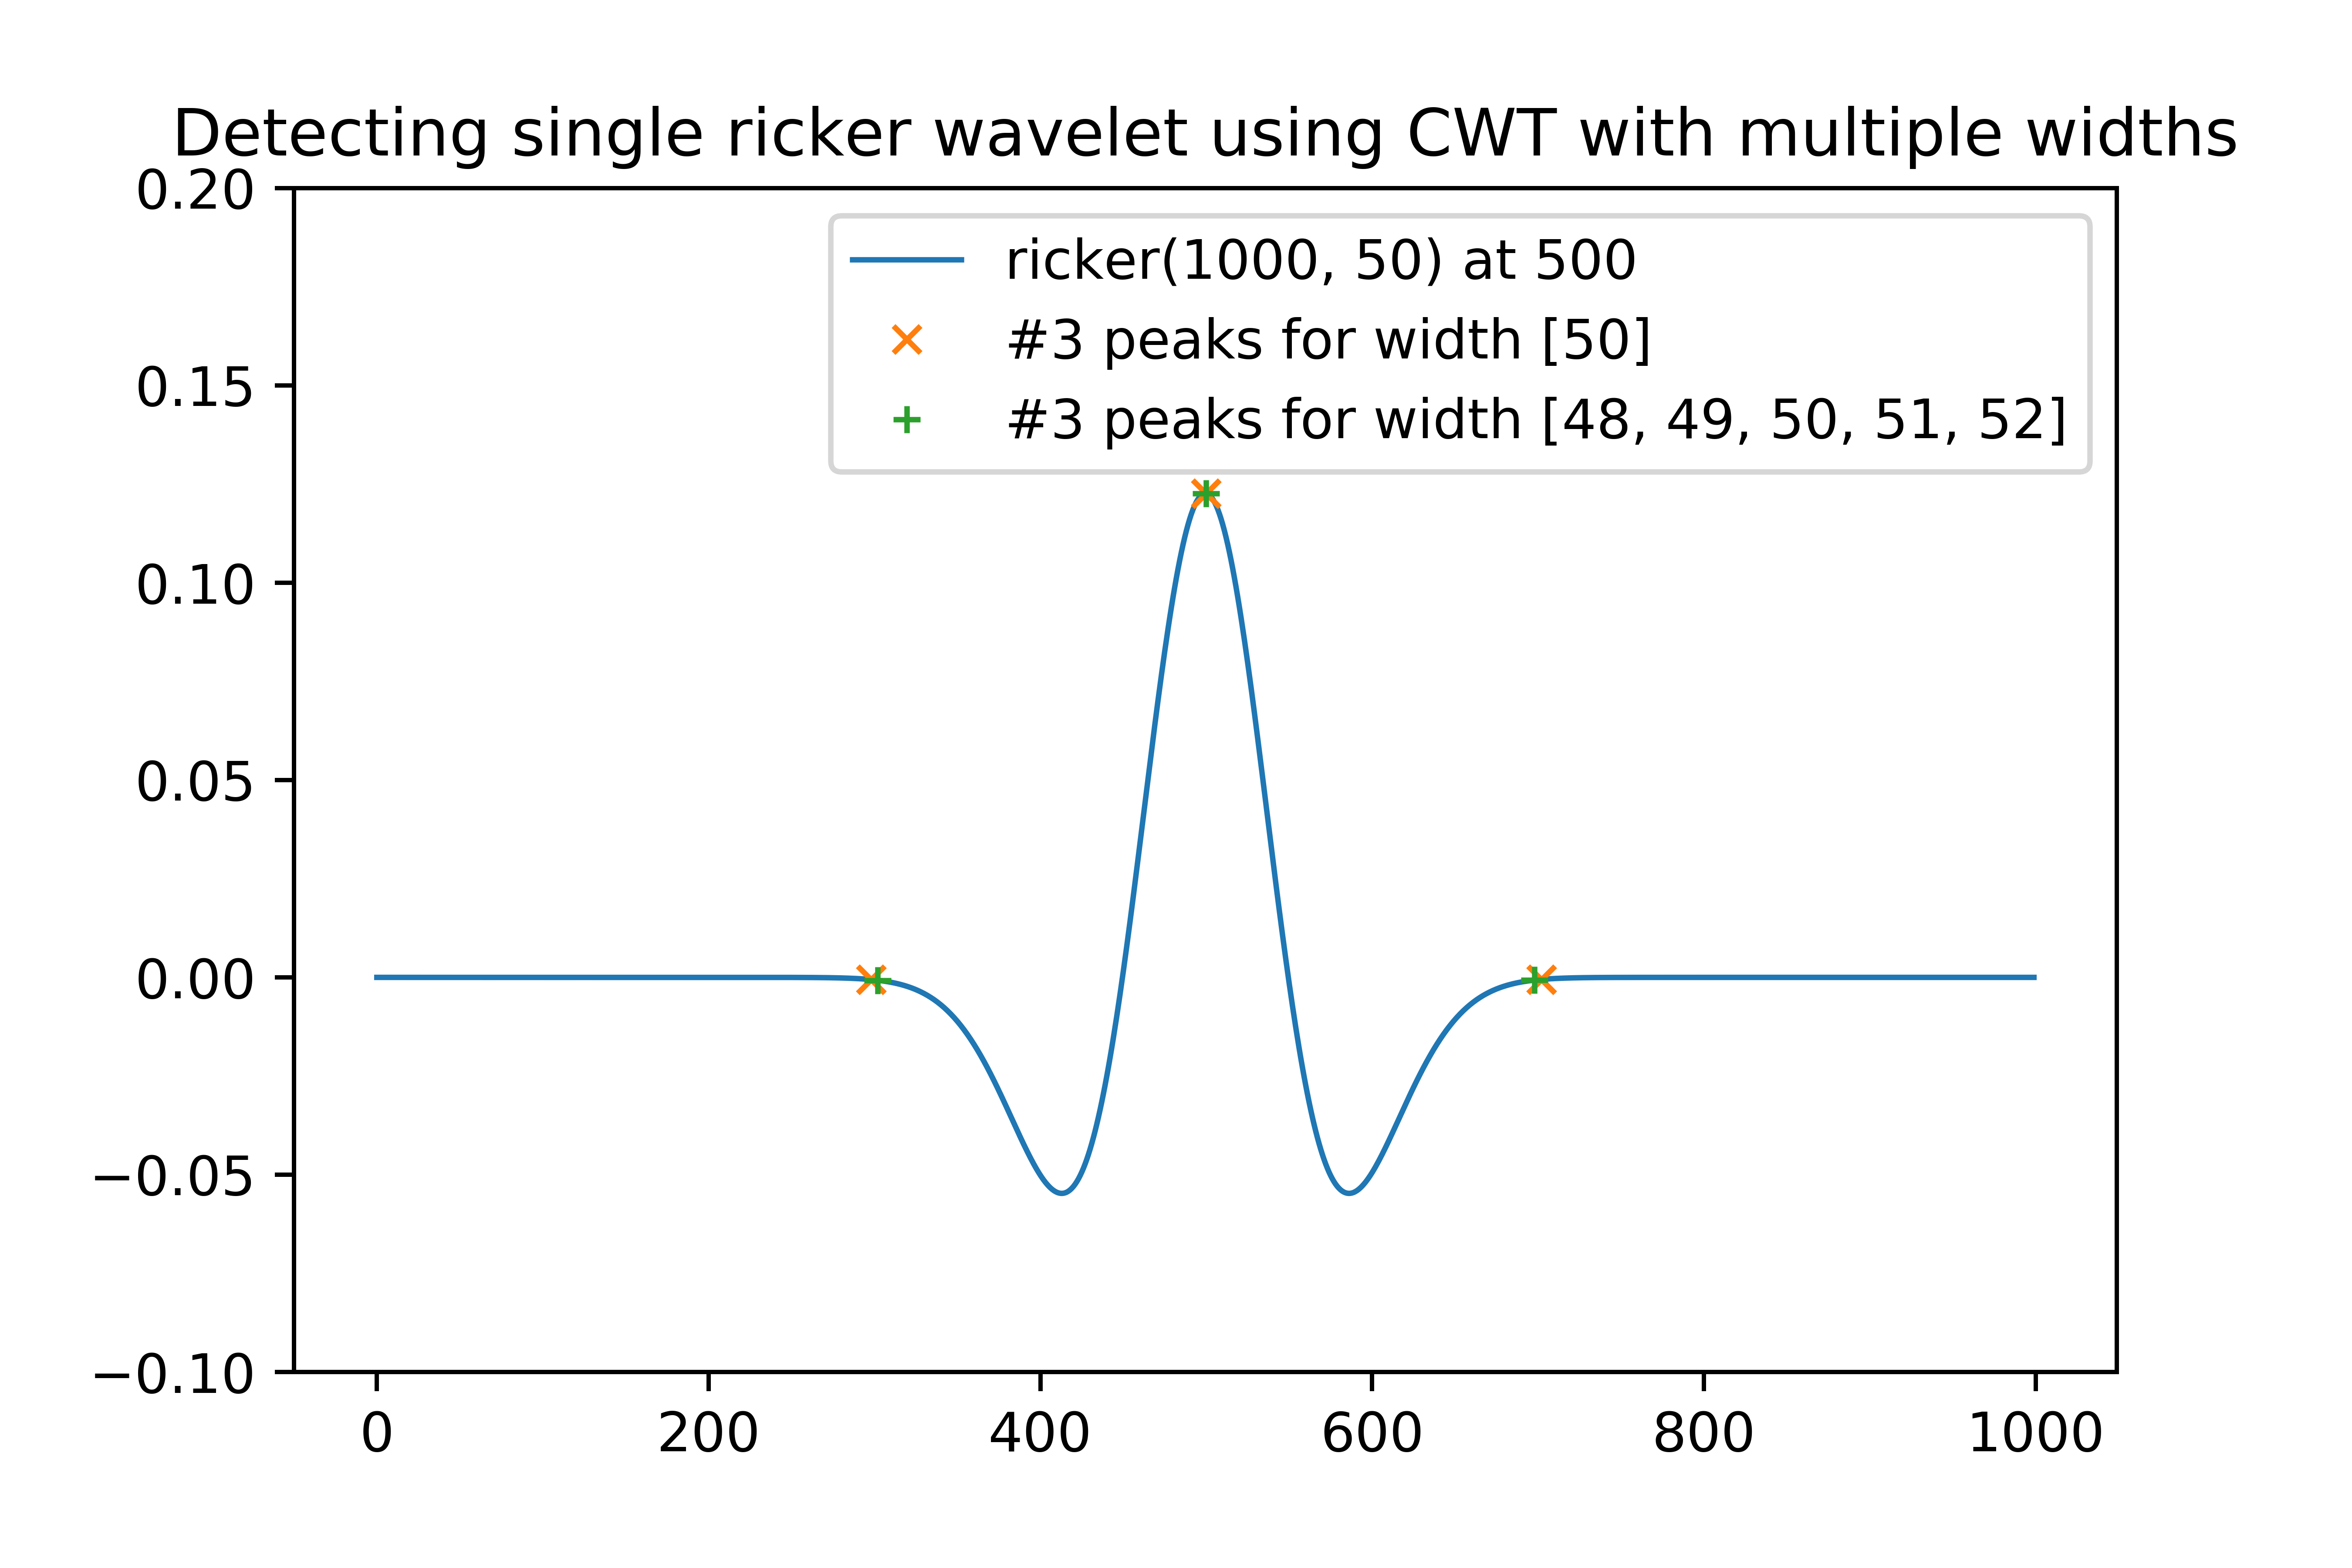 Detecting single ricker wavelet using CWT with multiple widths
0.20
ricker(1000, 50) at 500
#3 peaks for width [50]
0.15
#3 peaks for width [48, 49, 50, 51, 52]
0.10
0.05
0.00
−0.05
−0.10
0 200 400 600 800 1000